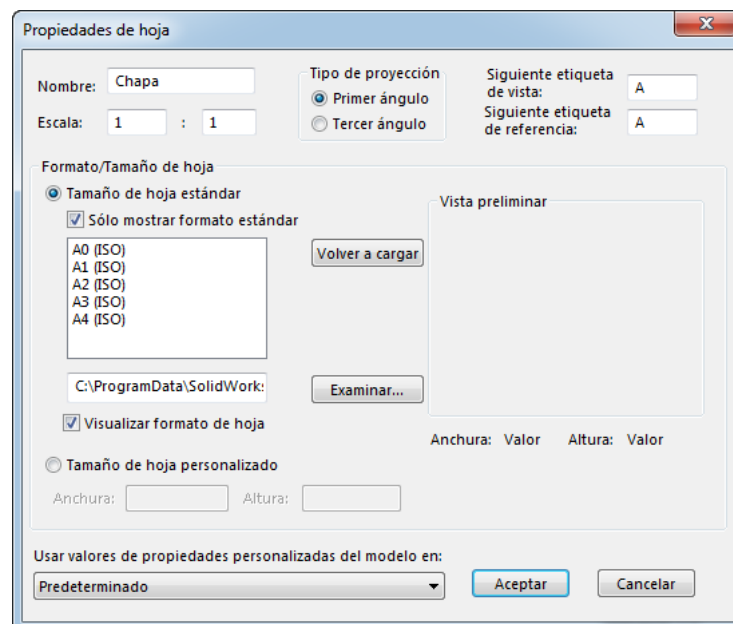 Propiedades de hoja
Nombre: Chapa
Escala: 1 : 1
Tipo de proyección
Primer ángulo
Tercer ángulo
Siguiente etiqueta de vista: A
Siguiente etiqueta de referencia: A
Formato/Tamaño de hoja
Tamaño de hoja estándar
Sólo mostrar formato estándar
A0 (ISO)
A1 (ISO)
A2 (ISO)
A3 (ISO)
A4 (ISO)
Volver a cargar
C:\ProgramData\SolidWork
Examinar...
Visualizar formato de hoja
Vista preliminar
Anchura: Valor Altura: Valor
Tamaño de hoja personalizado
Anchura: Altura:
Usar valores de propiedades personalizadas del modelo en:
Predeterminado
Aceptar
Cancelar